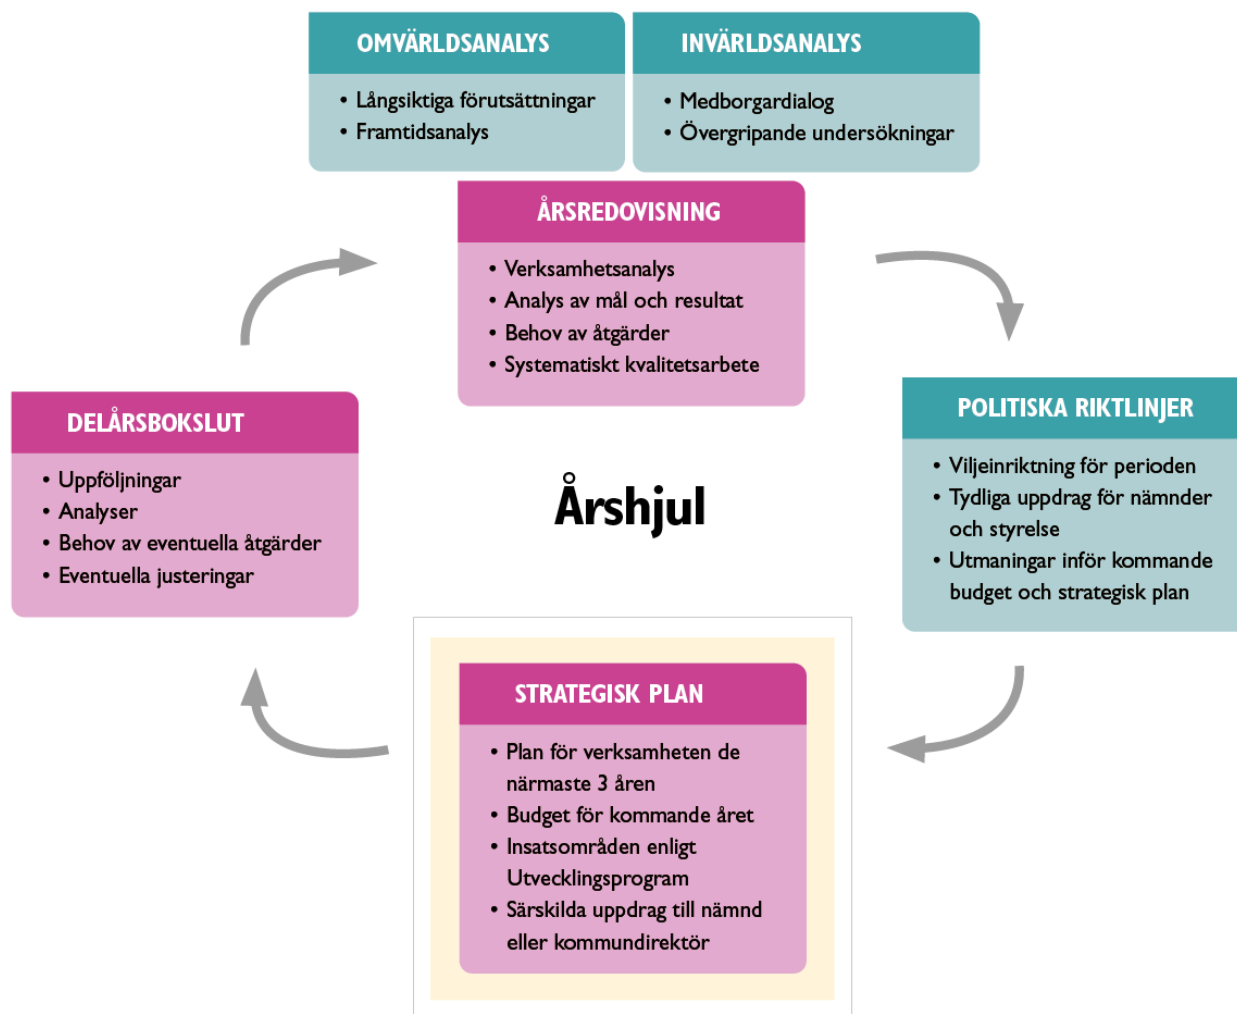 OMVÄRLDSANALYS
• Långsiktiga förutsättningar
• Framtidsanalys
INVÄRLDSANALYS
• Medborgardialog
• Övergripande undersökningar
ÅRSREDOVISNING
• Verksamhetsanalys
• Analys av mål och resultat
• Behov av åtgärder
• Systematiskt kvalitetsarbete
DELÅRSBOKSLUT
• Uppföljningar
• Analyser
• Behov av eventuella åtgärder
• Eventuella justeringar
Årshjul
POLITISKA RIKTLINJER
• Viljeinriktning för perioden
• Tydliga uppdrag för nämnder
och styrelse
• Utmaningar inför kommande
budget och strategisk plan
STRATEGISK PLAN
• Plan för verksamheten de
närmaste 3 åren
• Budget för kommande året
• Insatsområden enligt
Utvecklingsprogram
• Särskilda uppdrag till nämnd
eller kommundirektör